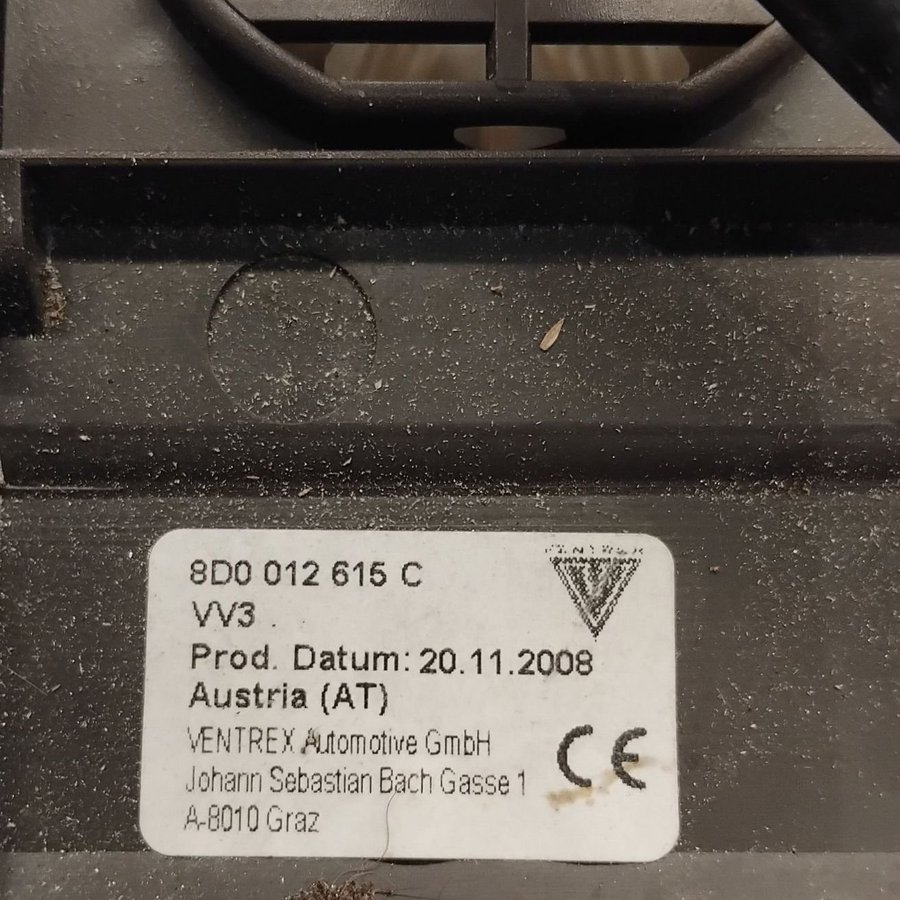 VENTREX
8D0 012 615 C
VV3
Prod. Datum: 20.11.2008
Austria (AT)
VENTREX Automotive GmbH
Johann Sebastian Bach Gasse 1
A-8010 Graz
CE